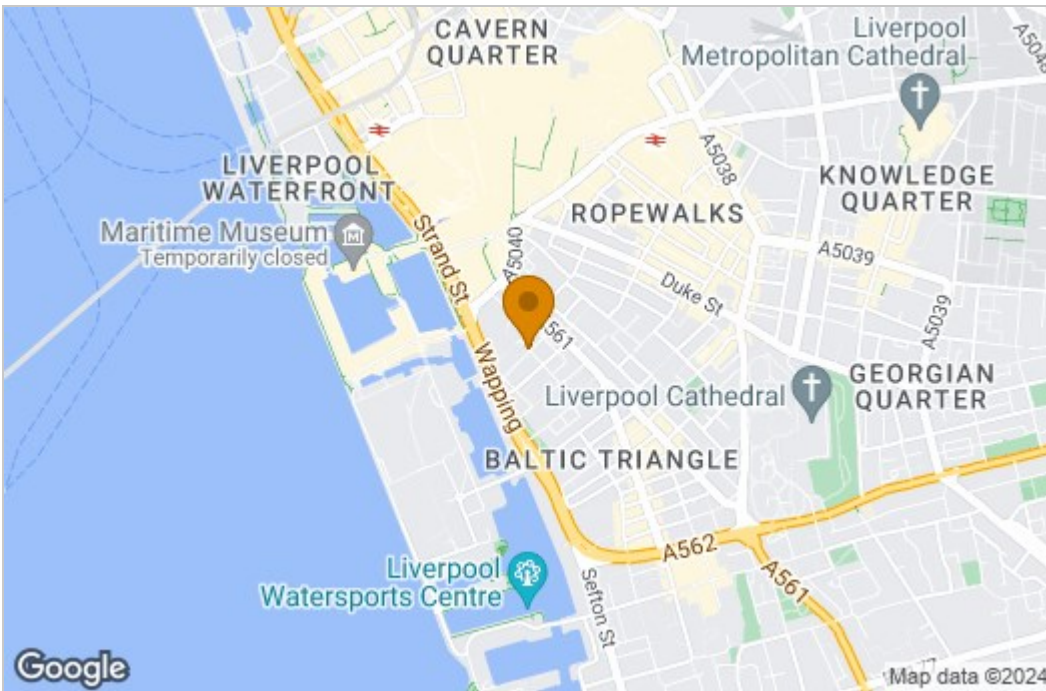 CAVERN
QUARTER
Liverpool
Metropolitan Cathedral
A5048
LIVERPOOL
WATERFRONT
A5038
KNOWLEDGE
QUARTER
ROPEWALKS
Maritime Museum
Temporarily closed
Strand St
A5040
A5039
Duke St
A5039
561
Wapping
GEORGIAN
QUARTER
Liverpool Cathedral
BALTIC TRIANGLE
A562
Liverpool
Watersports Centre
Sefton St
A561
Google
Map data ©2024